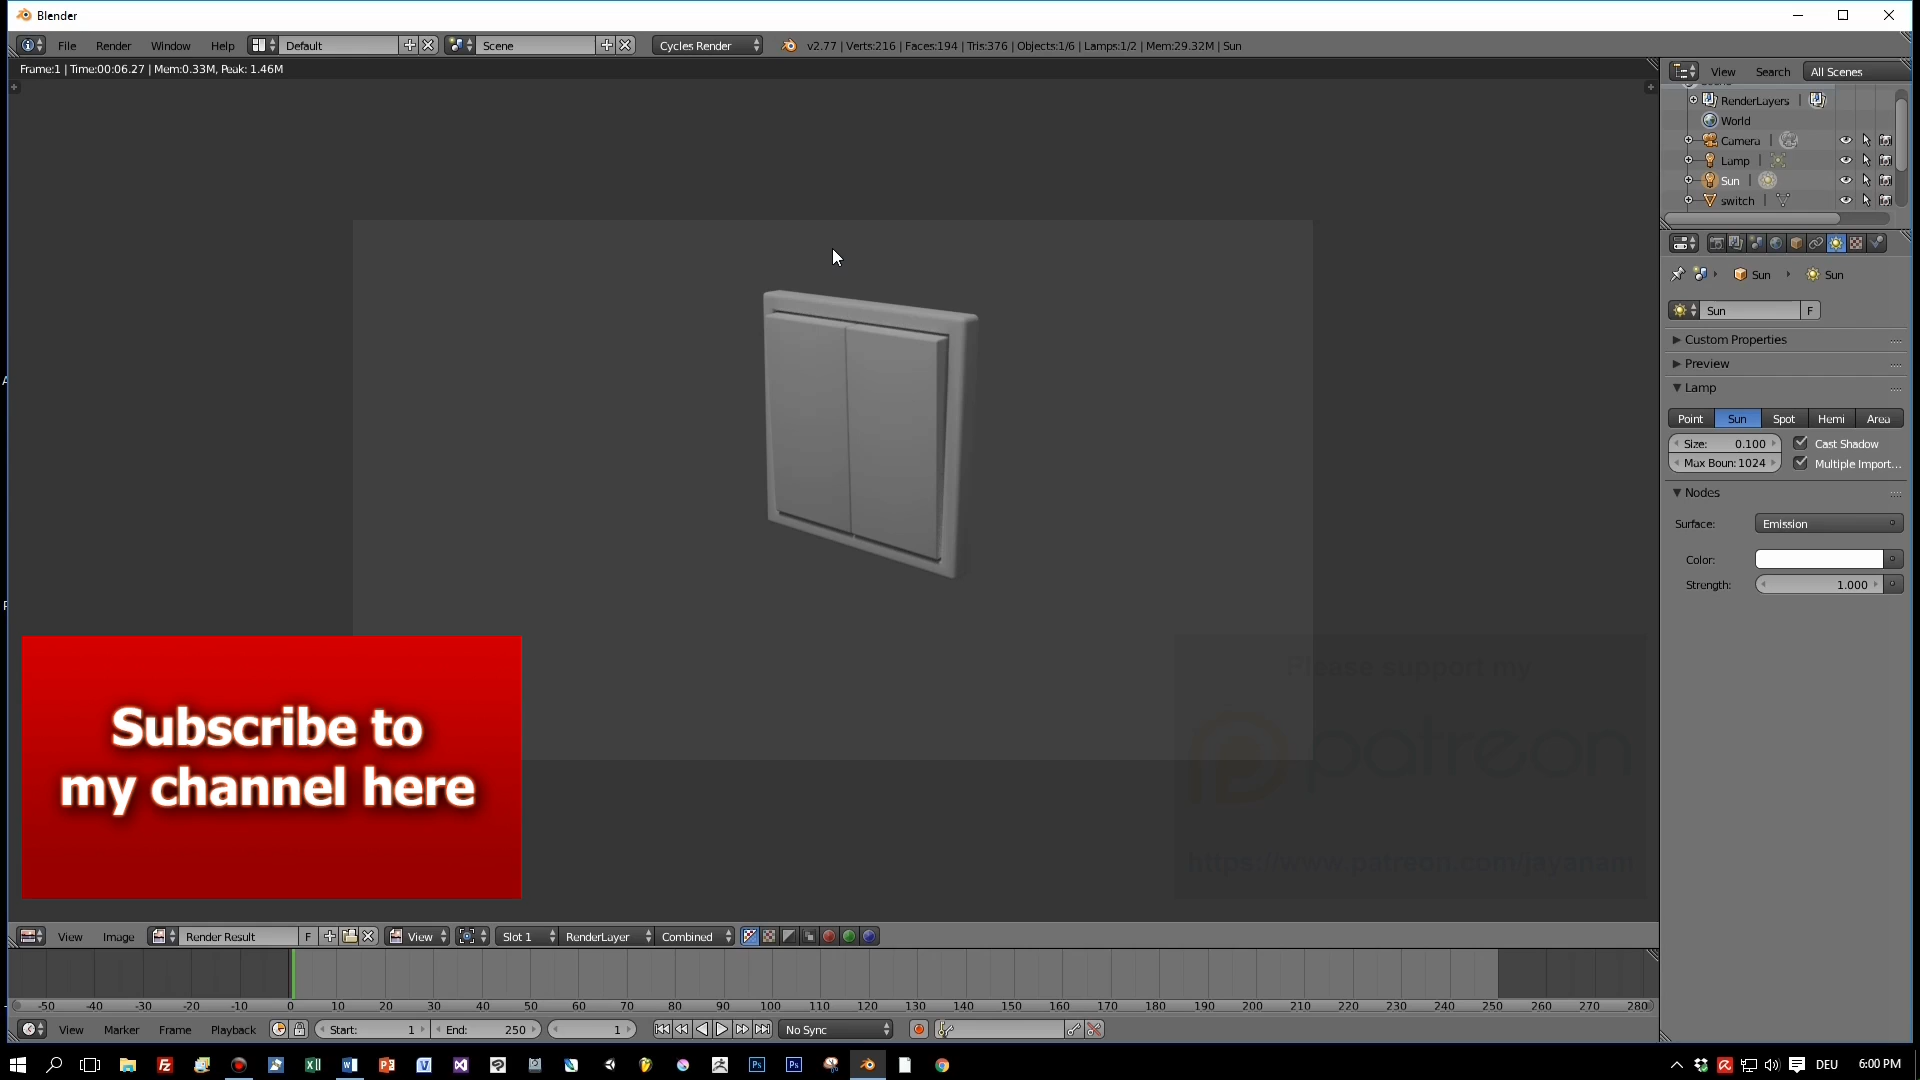 Blender
File Render Window Help Default Scene Cycles Render v2.77 | Verts:216 | Faces:194 | Tris:376 | Objects:1/6 | Lamps:1/2 | Mem:29.32M | Sun
Frame:1 | Time:00:06.27 | Mem:0.33M, Peak: 1.46M
View Search All Scenes
RenderLayers
World
Camera
Lamp
Sun
switch
Sun Sun
Sun F
Custom Properties
Preview
Lamp
Point Sun Spot Hemi Area
Size: 0.100 Cast Shadow
Max Boun: 1024 Multiple Import...
Nodes
Surface: Emission
Color:
Strength: 1.000
Please support my
patreon
https://www.patreon.com/jayanam
Subscribe to
my channel here
View Image Render Result F View Slot 1 RenderLayer Combined
-50 -40 -30 -20 -10 0 10 20 30 40 50 60 70 80 90 100 110 120 130 140 150 160 170 180 190 200 210 220 230 240 250 260 270 280
View Marker Frame Playback Start: 1 End: 250 1 No Sync
DEU 6:00 PM